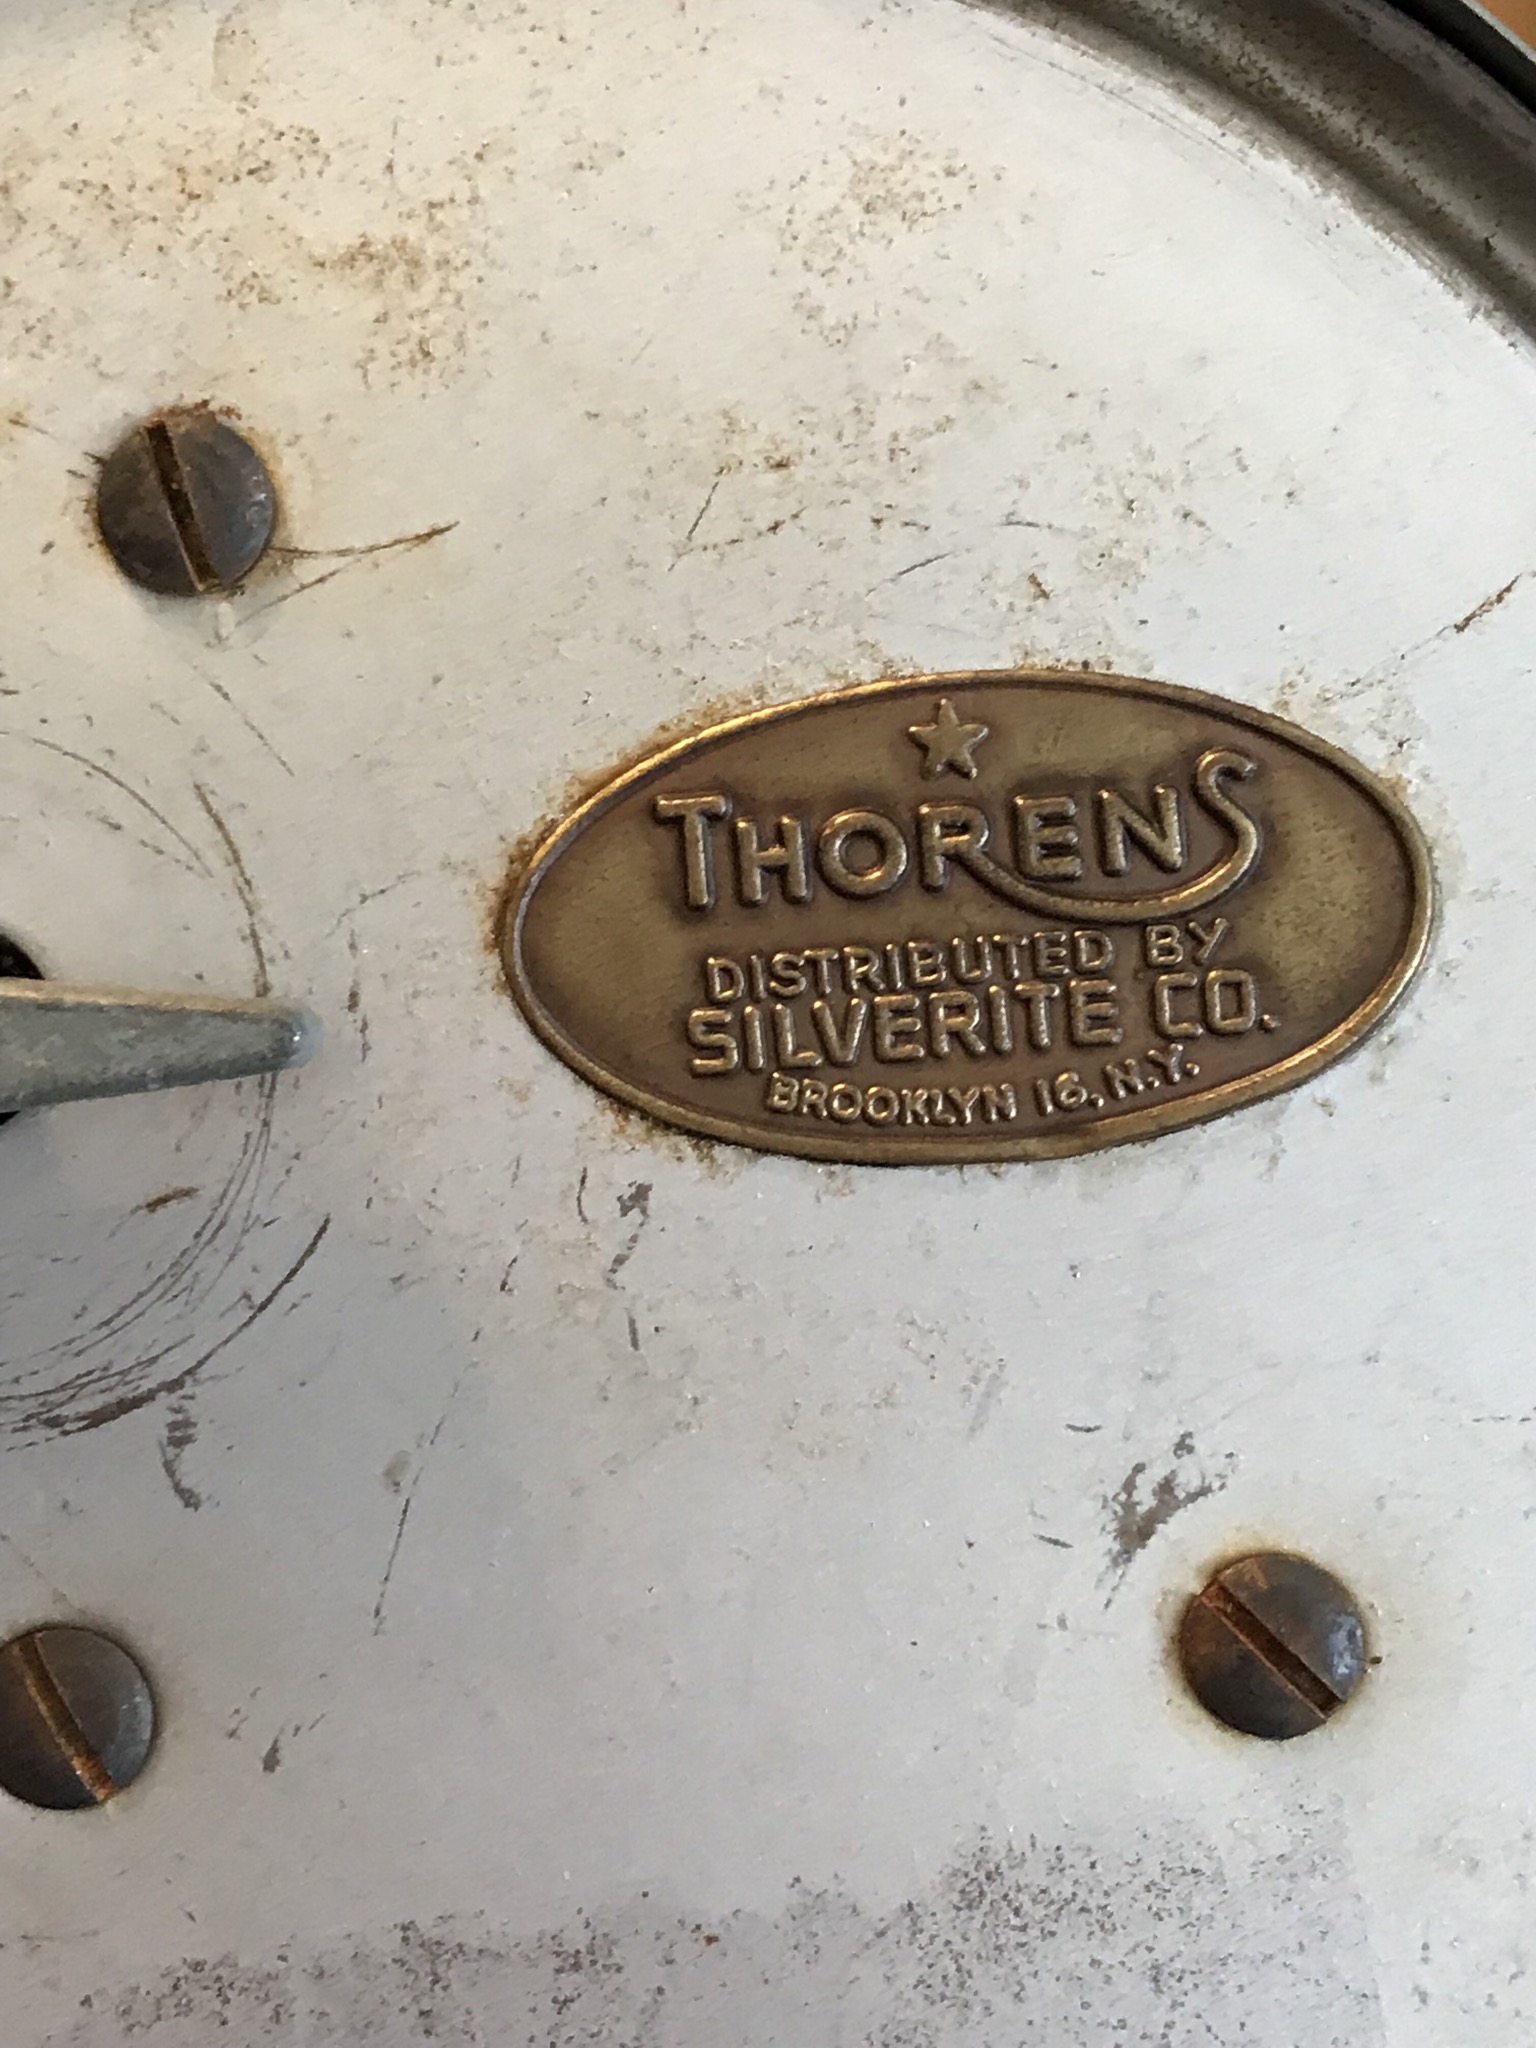 THORENS
DISTRIBUTED BY
SILVERITE CO.
BROOKLYN 16, N.Y.